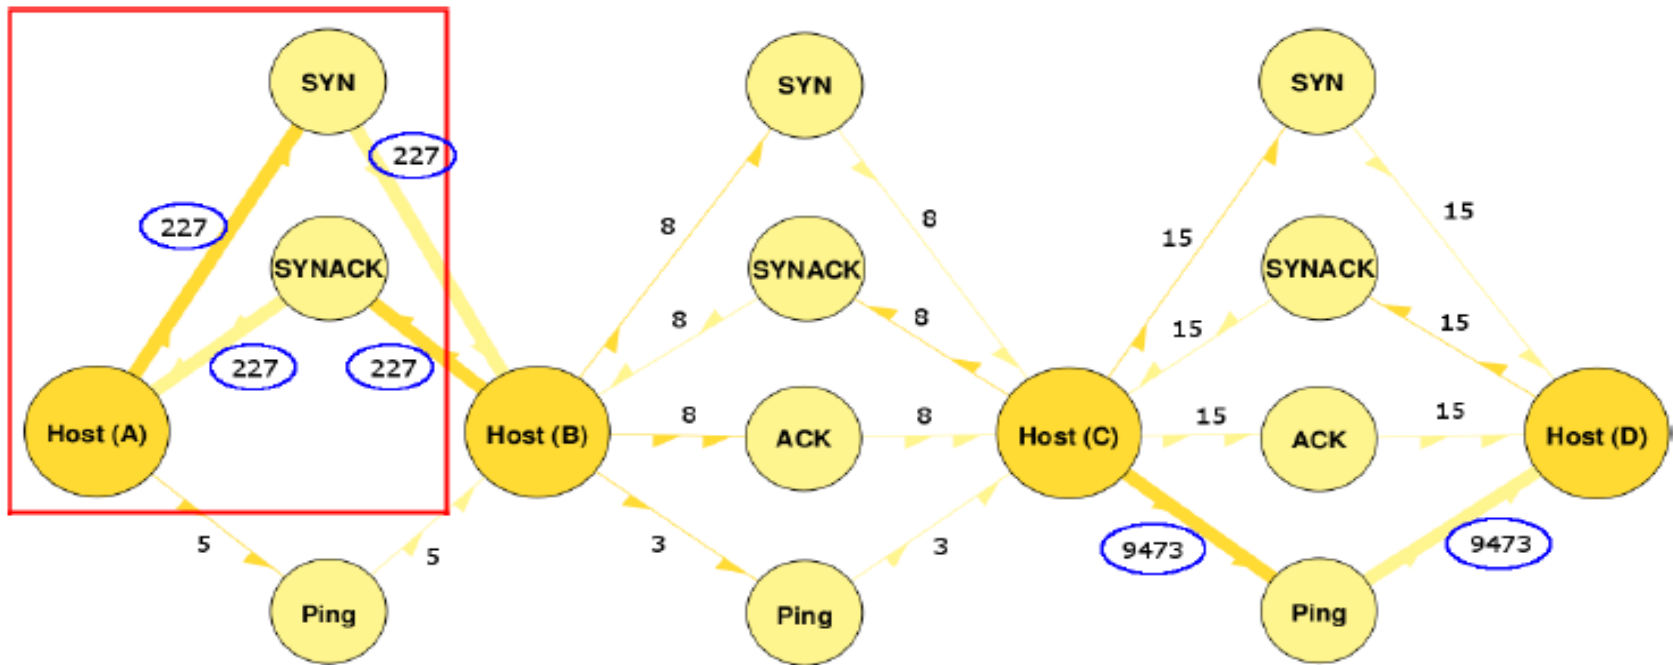 SYN
SYN
SYN
227
227
8
8
15
15
SYNACK
SYNACK
SYNACK
227
227
8
8
15
15
Host (A)
Host (B)
8
ACK
8
Host (C)
15
ACK
15
Host (D)
5
5
3
3
9473
9473
Ping
Ping
Ping